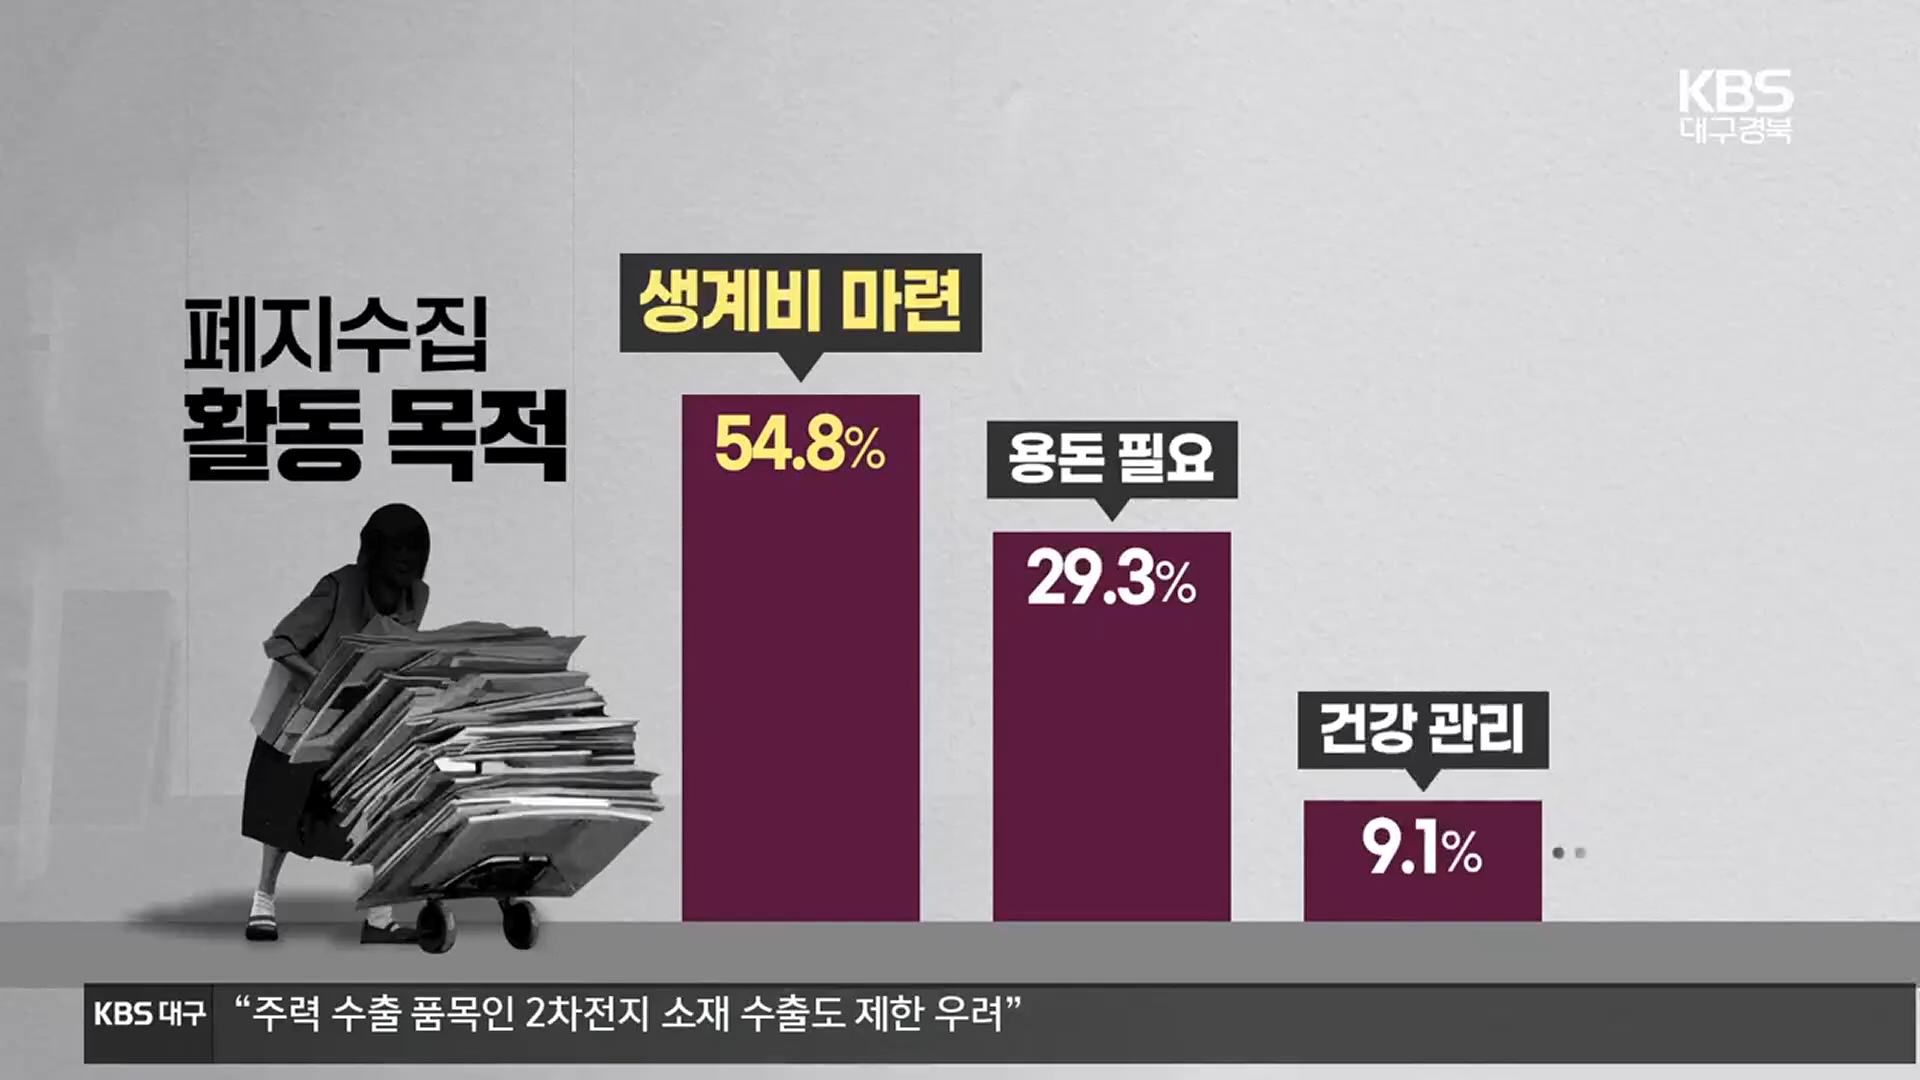 KBS
대구경북
폐지수집
활동 목적
생계비 마련
54.8%
용돈 필요
29.3%
건강 관리
9.1%
KBS 대구
“주력 수출 품목인 2차전지 소재 수출도 제한 우려”